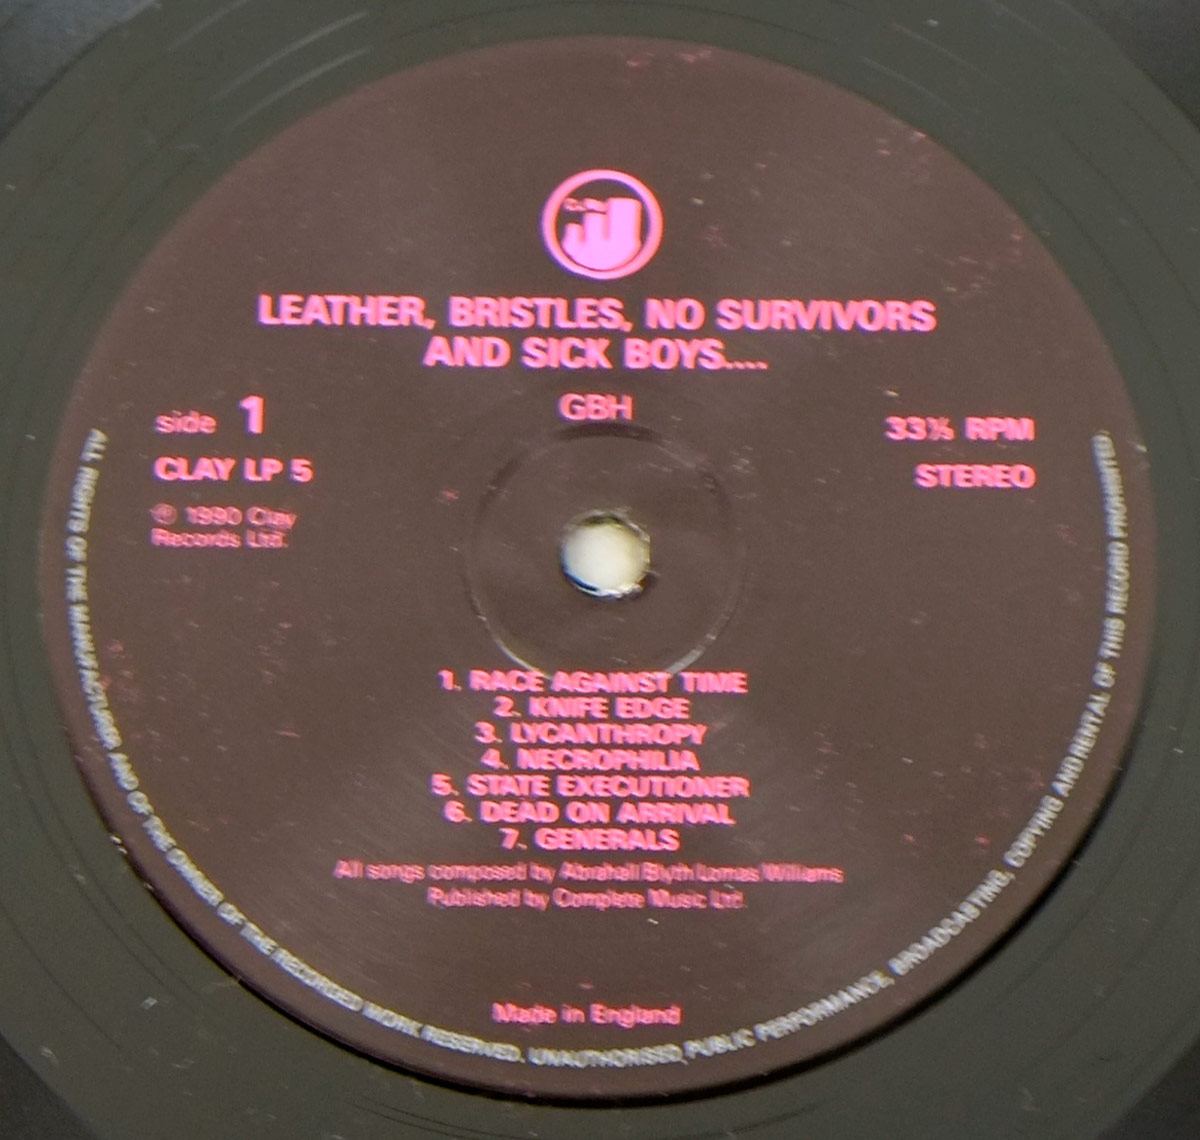 LEATHER, BRISTLES, NO SURVIVORS
AND SICK BOYS....
GBH
side 1
33⅓ RPM
CLAY LP 5
STEREO
℗ 1990 Clay
Records Ltd.
1. RACE AGAINST TIME
2. KNIFE EDGE
3. LYCANTHROPY
4. NECROPHILIA
5. STATE EXECUTIONER
6. DEAD ON ARRIVAL
7. GENERALS
All songs composed by Abrahall Blyth Lomas Williams
Published by Complete Music Ltd.
Made in England
ALL RIGHTS OF THE MANUFACTURER AND OF THE OWNER OF THE RECORDED WORK RESERVED. UNAUTHORISED, PUBLIC PERFORMANCE, BROADCASTING, COPYING AND RENTAL OF THIS RECORD PROHIBITED.